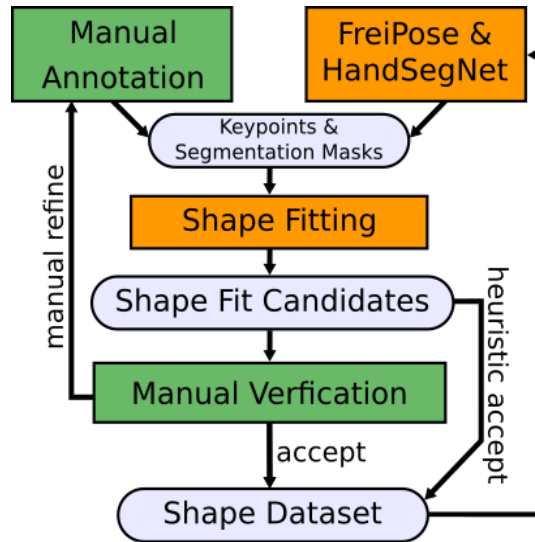 Manual
Annotation
FreiPose &
HandSegNet
Keypoints &
Segmentation Masks
Shape Fitting
manual refine
Shape Fit Candidates
heuristic accept
Manual Verfication
accept
Shape Dataset